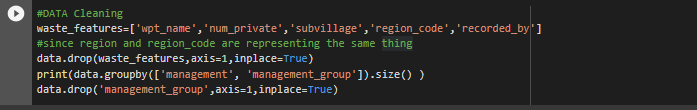 #DATA Cleaning
waste_features=['wpt_name','num_private','subvillage','region_code','recorded_by']
#since region and region_code are representing the same thing
data.drop(waste_features,axis=1,inplace=True)
print(data.groupby(['management', 'management_group']).size() )
data.drop('management_group',axis=1,inplace=True)